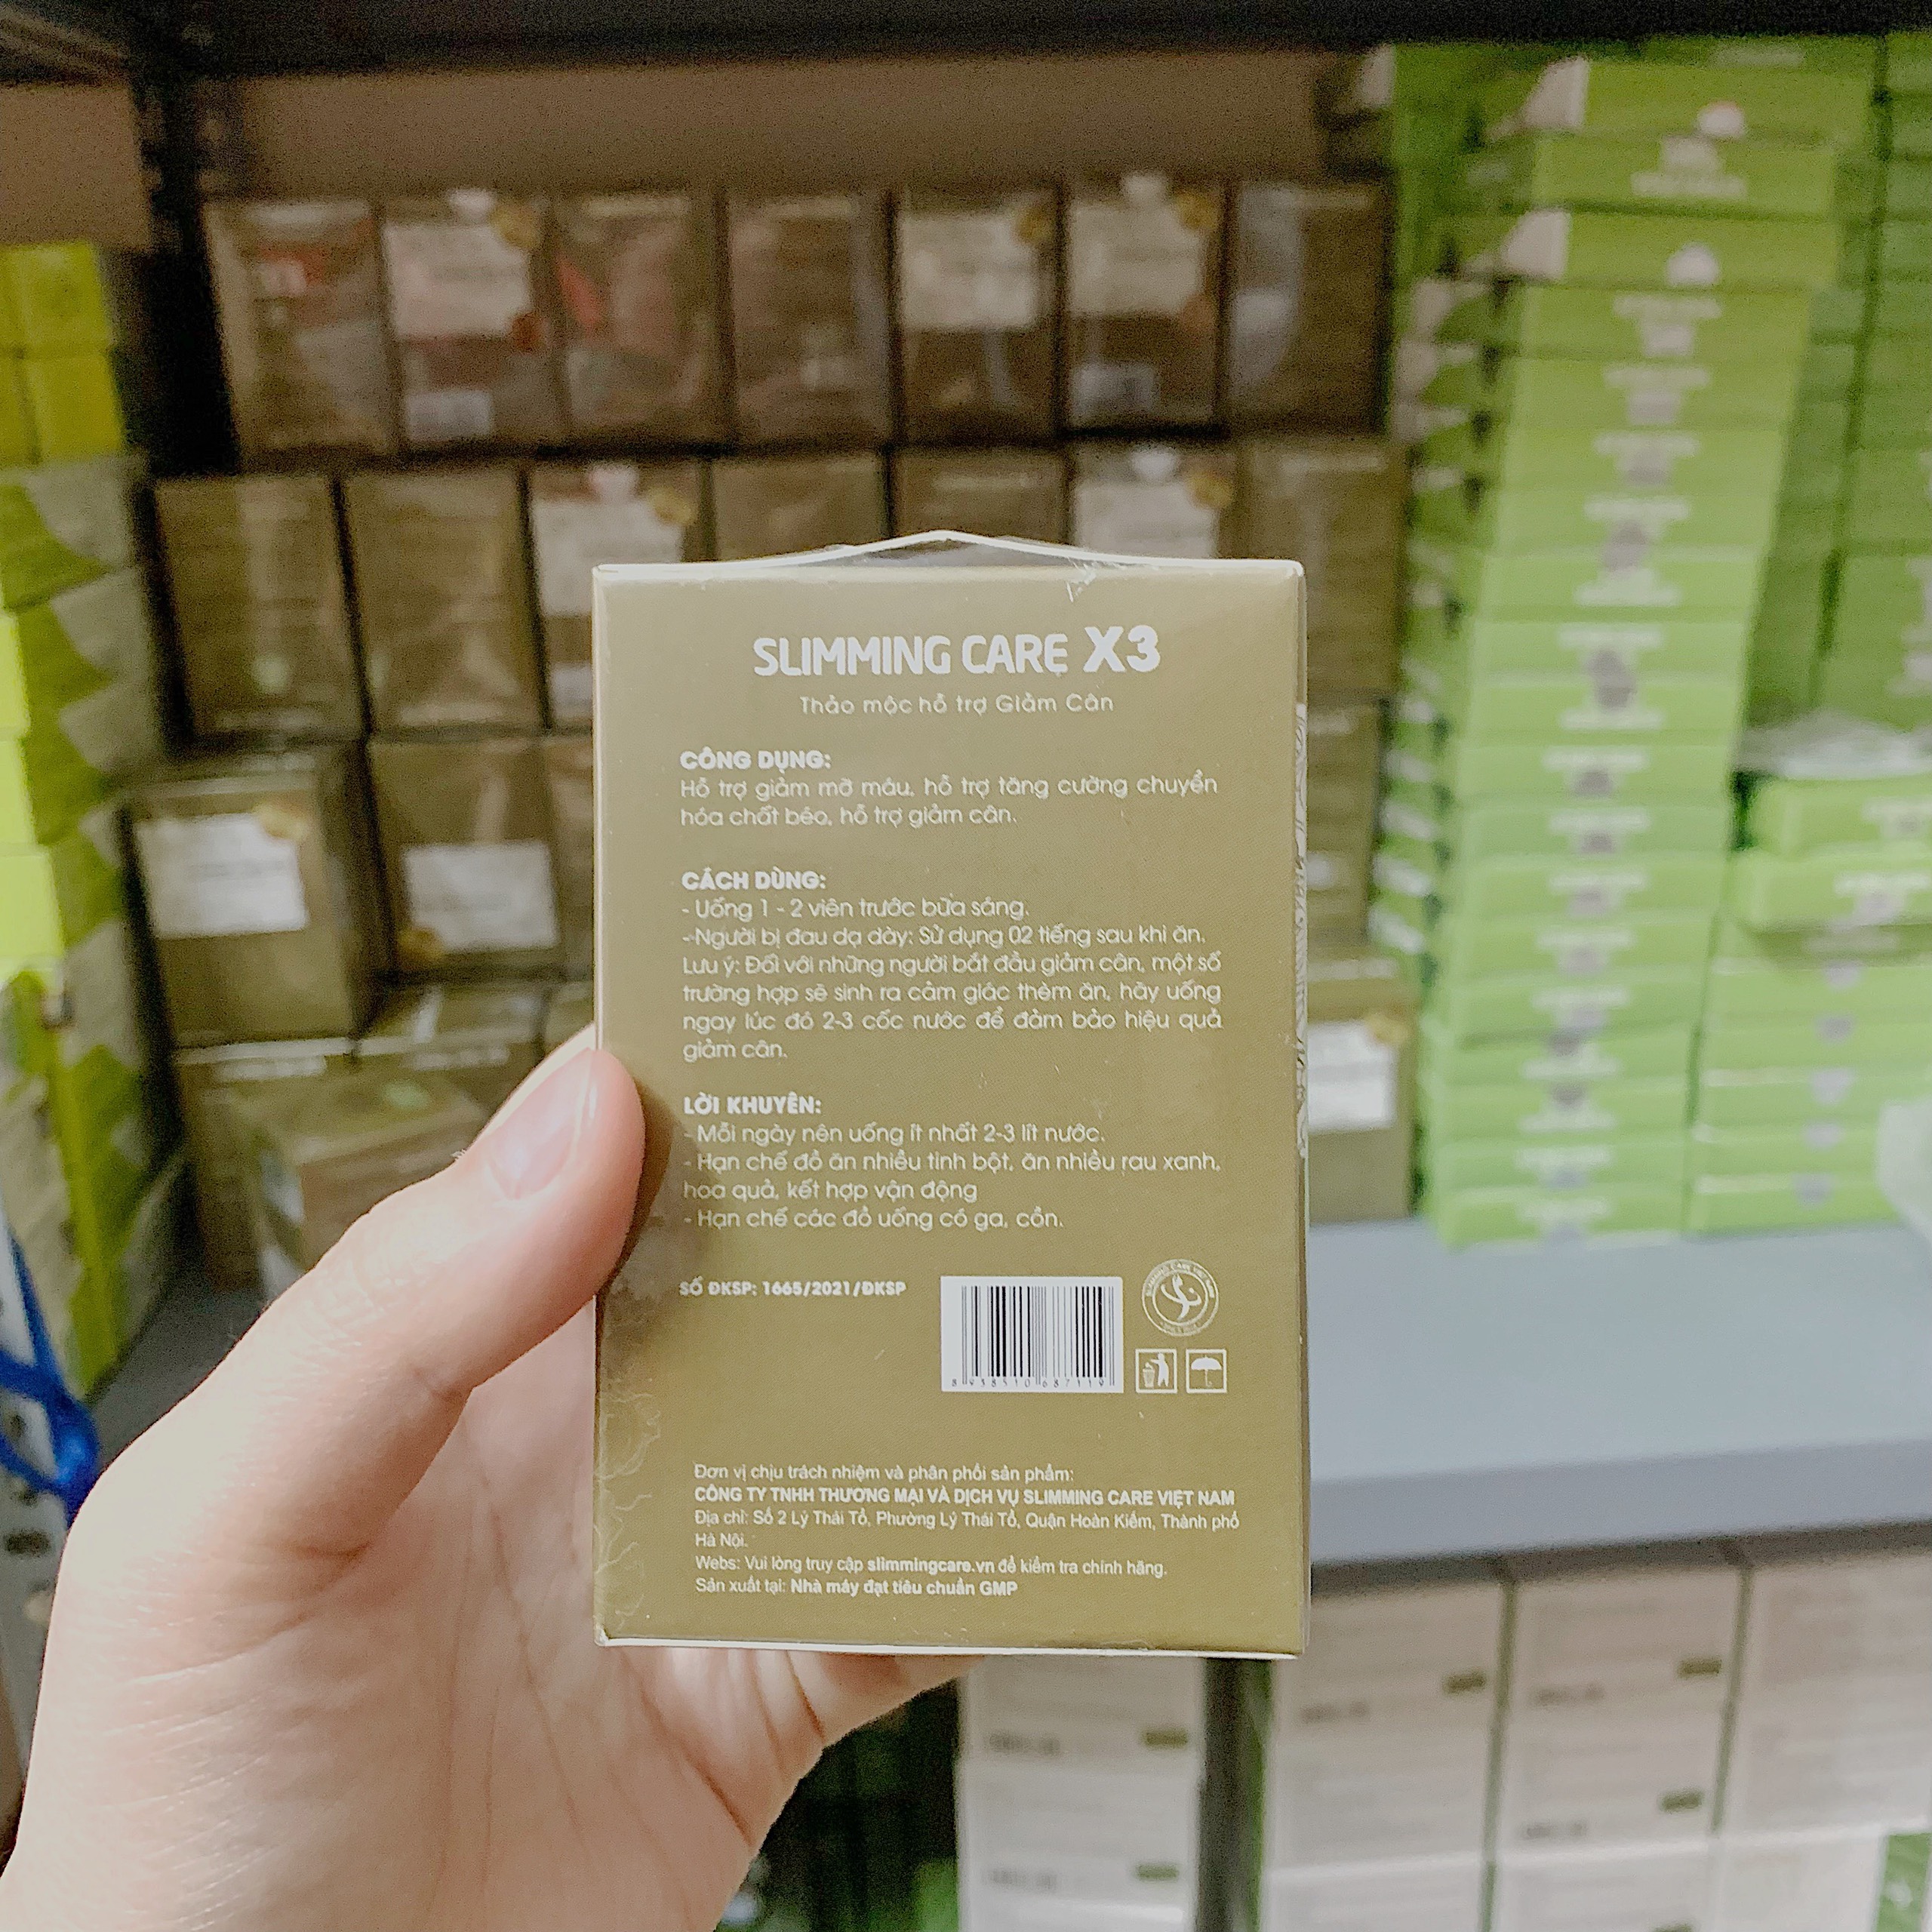 SLIMMING CARE X3
Thảo mộc hỗ trợ Giảm Cân
CÔNG DỤNG:
Hỗ trợ giảm mỡ máu, hỗ trợ tăng cường chuyển
hóa chất béo, hỗ trợ giảm cân.
CÁCH DÙNG:
- Uống 1 - 2 viên trước bữa sáng.
- Người bị đau dạ dày: Sử dụng 02 tiếng sau khi ăn.
Lưu ý: Đối với những người bắt đầu giảm cân, một số
trường hợp sẽ sinh ra cảm giác thèm ăn, hãy uống
ngay lúc đó 2-3 cốc nước để đảm bảo hiệu quả
giảm cân.
LỜI KHUYÊN:
- Mỗi ngày nên uống ít nhất 2-3 lít nước.
- Hạn chế đồ ăn nhiều tinh bột, ăn nhiều rau xanh,
hoa quả, kết hợp vận động
- Hạn chế các đồ uống có ga, cồn.
SỐ ĐKSP: 1665/2021/ĐKSP
8 938510 687119
Đơn vị chịu trách nhiệm và phân phối sản phẩm:
CÔNG TY TNHH THƯƠNG MẠI VÀ DỊCH VỤ SLIMMING CARE VIỆT NAM
Địa chỉ: Số 2 Lý Thái Tổ, Phường Lý Thái Tổ, Quận Hoàn Kiếm, Thành phố
Hà Nội.
Webs: Vui lòng truy cập slimmingcare.vn để kiểm tra chính hãng.
Sản xuất tại: Nhà máy đạt tiêu chuẩn GMP